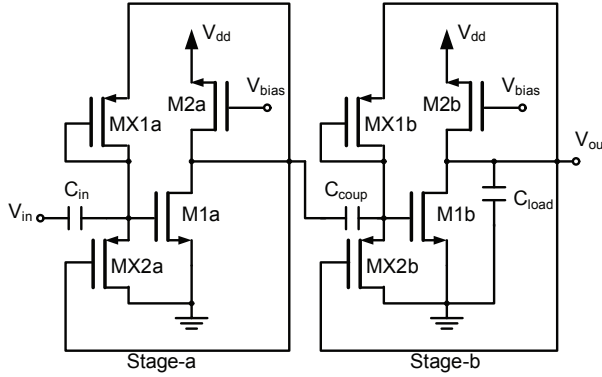 Vdd
Vdd
MX1a
M2a
Vbias
MX1b
M2b
Vbias
Vou
Cin
Vin
M1a
Ccoup
M1b
Cload
MX2a
MX2b
Stage-a
Stage-b